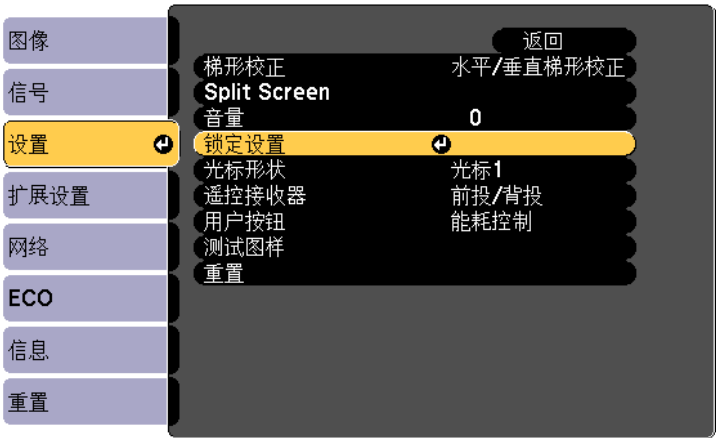 图像
信号
设置
扩展设置
网络
ECO
信息
重置
返回
梯形校正 水平/垂直梯形校正
Split Screen
音量 0
锁定设置
光标形状 光标1
遥控接收器 前投/背投
用户按钮 能耗控制
测试图样
重置